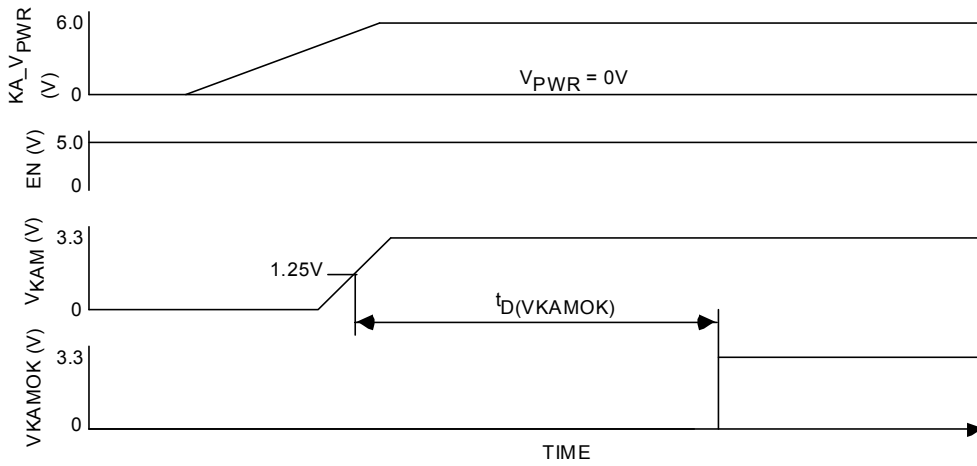 KA_VPWR (V)
6.0
0
VPWR = 0V
EN (V)
5.0
0
VKAM (V)
3.3
1.25V
0
tD(VKAMOK)
VKAMOK (V)
3.3
0
TIME